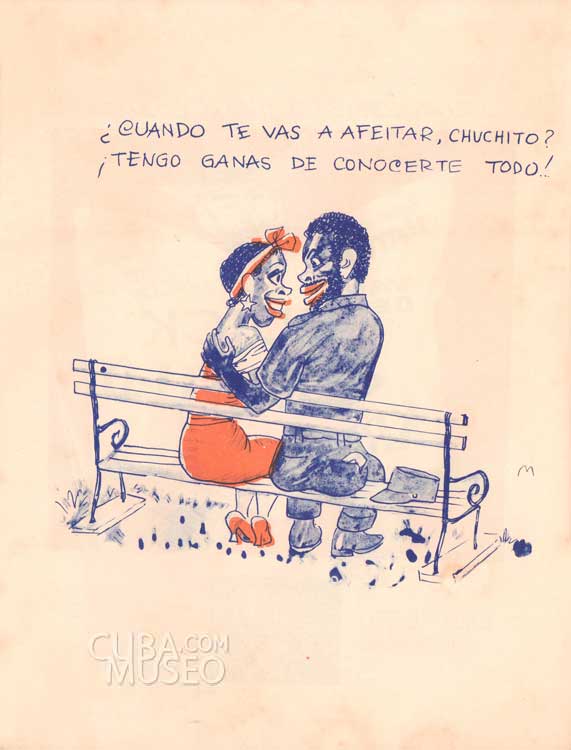 ¿CUANDO TE VAS A AFEITAR, CHUCHITO?
¡TENGO GANAS DE CONOCERTE TODO!
M
CUBA.COM
MUSEO